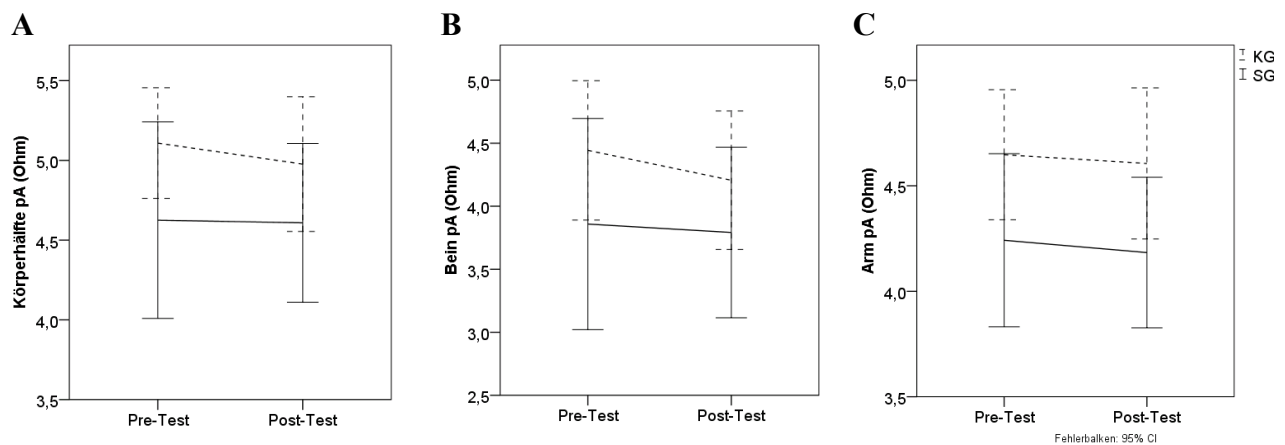 A
B
C
Körperhälfte pA (Ohm)
5,5
5,0
4,5
4,0
3,5
Pre-Test Post-Test
Bein pA (Ohm)
5,0
4,5
4,0
3,5
3,0
2,5
Pre-Test Post-Test
Arm pA (Ohm)
5,0
4,5
4,0
3,5
Pre-Test Post-Test
KG
SG
Fehlerbalken: 95% CI